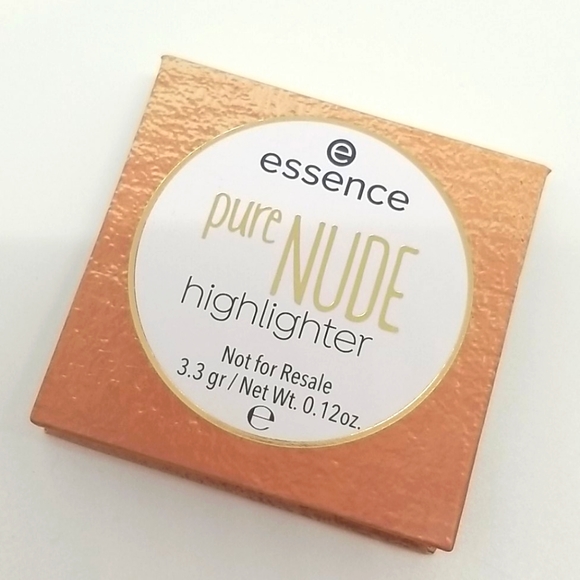 e
essence
pure NUDE
highlighter
Not for Resale
3.3 gr / Net Wt. 0.12oz.
℮